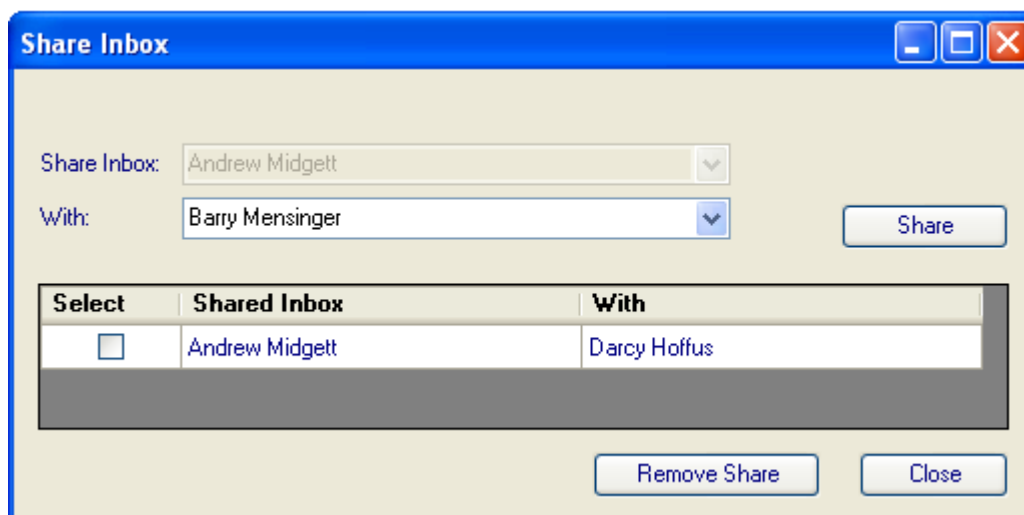 Share Inbox
Share Inbox: Andrew Midgett
With: Barry Mensinger
Share
Select Shared Inbox With
Andrew Midgett Darcy Hoffus
Remove Share Close